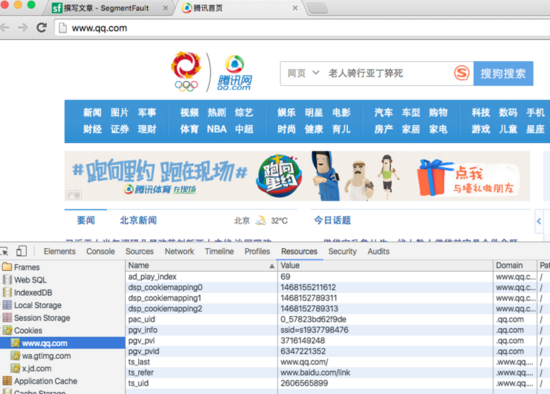 撰写文章 - SegmentFault
腾讯首页
www.qq.com
腾讯网
QQ.com
网页
老人骑行亚丁猝死
搜狗搜索
新闻 图片 军事 视频 热剧 综艺 娱乐 明星 电影 汽车 车型 购物 科技 数码 手机
财经 证券 理财 体育 NBA 中超 时尚 健康 育儿 房产 家居 家电 游戏 儿童 星座
#跑向里约 跑在现场#
腾讯体育 在现场
跑向里约
点我
广告
要闻 北京新闻 北京 32°C 今日话题
Elements Console Sources Network Timeline Profiles Resources Security Audits
Frames
Web SQL
IndexedDB
Local Storage
Session Storage
Cookies
www.qq.com
wa.gtimg.com
x.jd.com
Application Cache
Cache Storage
Name Value Domain Pat
ad_play_index 69 www.qq.c... /
dsp_cookiemapping0 1468155211612 www.qq.c... /
dsp_cookiemapping1 1468152789311 www.qq.c... /
dsp_cookiemapping2 1468152789313 www.qq.c... /
pac_uid 0_57823bd62f9de .qq.com /
pgv_info ssid=s1937798476 .qq.com /
pgv_pvi 3716149248 .qq.com /
pgv_pvid 6347221352 .qq.com /
ts_last www.qq.com/ .www.qq.... /
ts_refer www.baidu.com/link .www.qq.... /
ts_uid 2606565899 .www.qq.... /